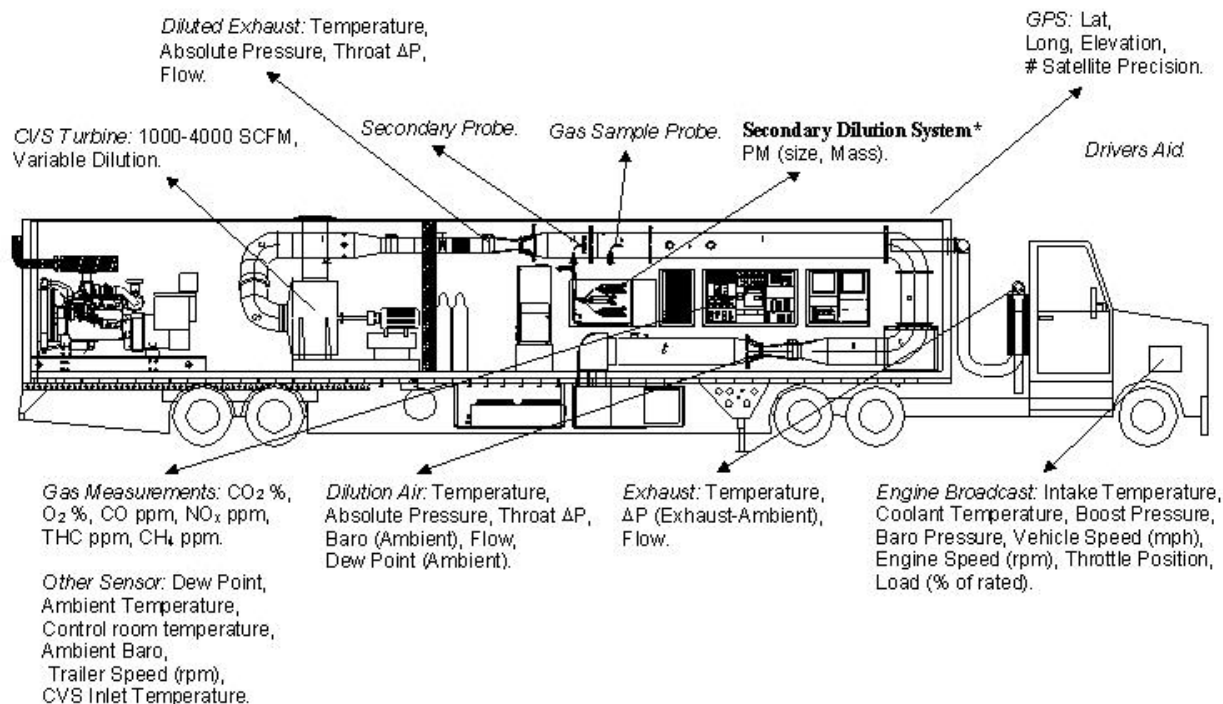 Diluted Exhaust: Temperature,
Absolute Pressure, Throat ΔP,
Flow.
GPS: Lat,
Long, Elevation,
# Satellite Precision.
CVS Turbine: 1000-4000 SCFM,
Variable Dilution.
Secondary Probe.
Gas Sample Probe.
Secondary Dilution System*
PM (size, Mass).
Drivers Aid.
t
Gas Measurements: CO₂ %,
O₂ %, CO ppm, NOₓ ppm,
THC ppm, CH₄ ppm.
Other Sensor: Dew Point,
Ambient Temperature,
Control room temperature,
Ambient Baro,
Trailer Speed (rpm),
CVS Inlet Temperature.
Dilution Air: Temperature,
Absolute Pressure, Throat ΔP,
Baro (Ambient), Flow,
Dew Point (Ambient).
Exhaust: Temperature,
ΔP (Exhaust-Ambient),
Flow.
Engine Broadcast: Intake Temperature,
Coolant Temperature, Boost Pressure,
Baro Pressure, Vehicle Speed (mph),
Engine Speed (rpm), Throttle Position,
Load (% of rated).